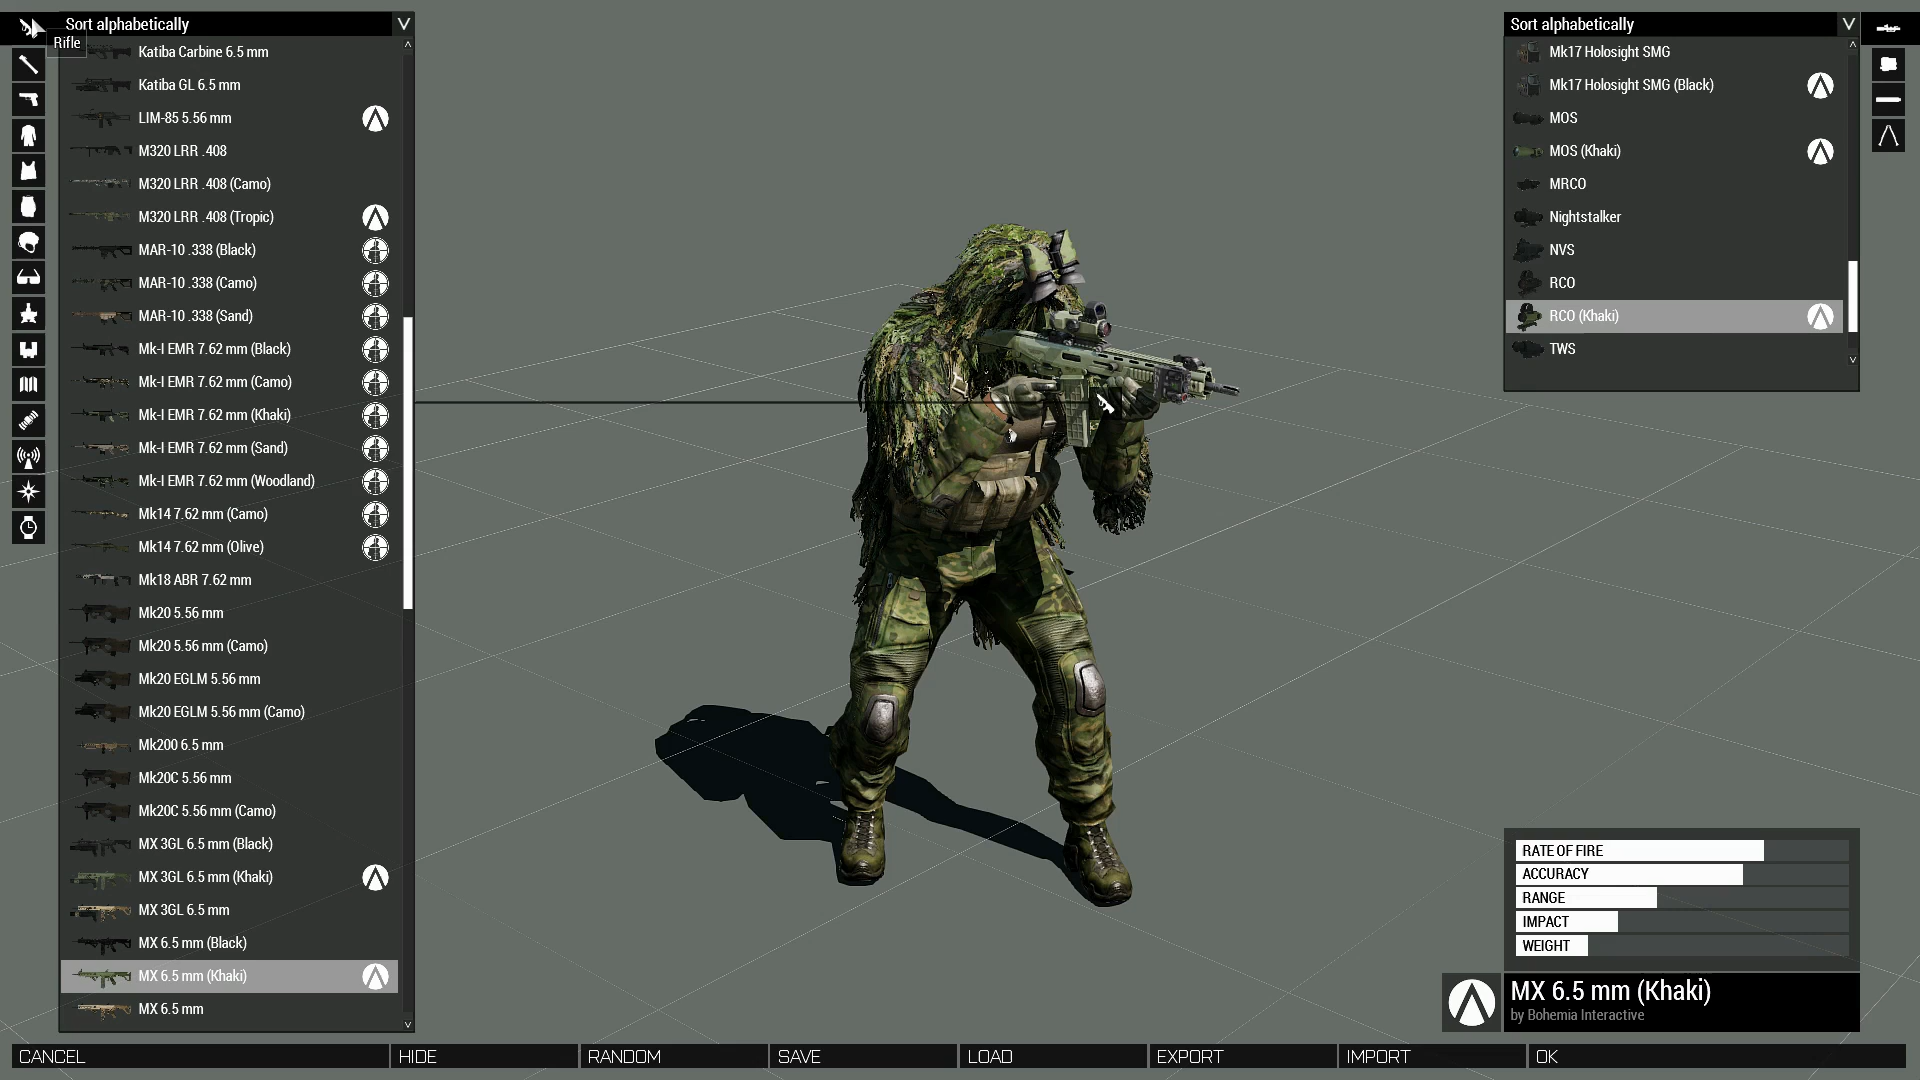 Sort alphabetically
V
Rifle
Katiba Carbine 6.5 mm
Katiba GL 6.5 mm
LIM-85 5.56 mm
M320 LRR .408
M320 LRR .408 (Camo)
M320 LRR .408 (Tropic)
MAR-10 .338 (Black)
MAR-10 .338 (Camo)
MAR-10 .338 (Sand)
Mk-I EMR 7.62 mm (Black)
Mk-I EMR 7.62 mm (Camo)
Mk-I EMR 7.62 mm (Khaki)
Mk-I EMR 7.62 mm (Sand)
Mk-I EMR 7.62 mm (Woodland)
Mk14 7.62 mm (Camo)
Mk14 7.62 mm (Olive)
Mk18 ABR 7.62 mm
Mk20 5.56 mm
Mk20 5.56 mm (Camo)
Mk20 EGLM 5.56 mm
Mk20 EGLM 5.56 mm (Camo)
Mk200 6.5 mm
Mk20C 5.56 mm
Mk20C 5.56 mm (Camo)
MX 3GL 6.5 mm (Black)
MX 3GL 6.5 mm (Khaki)
MX 3GL 6.5 mm
MX 6.5 mm (Black)
MX 6.5 mm (Khaki)
MX 6.5 mm
Sort alphabetically
V
Mk17 Holosight SMG
Mk17 Holosight SMG (Black)
MOS
MOS (Khaki)
MRCO
Nightstalker
NVS
RCO
RCO (Khaki)
TWS
RATE OF FIRE
ACCURACY
RANGE
IMPACT
WEIGHT
MX 6.5 mm (Khaki)
by Bohemia Interactive
CANCEL
HIDE
RANDOM
SAVE
LOAD
EXPORT
IMPORT
OK